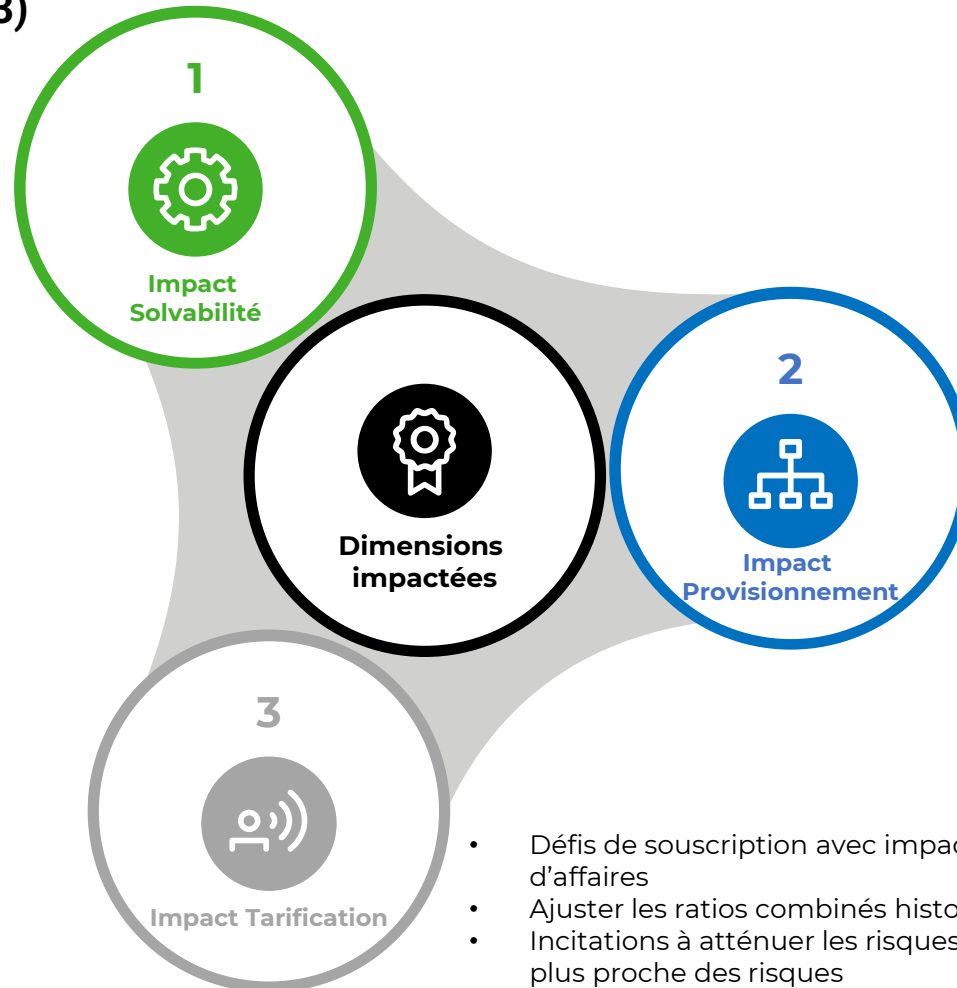 3)
1
Impact
Solvabilité
2
Impact
Provisionnement
Dimensions
impactées
3
Impact Tarification
• Défis de souscription avec impac
d’affaires
• Ajuster les ratios combinés histo
• Incitations à atténuer les risques
plus proche des risques